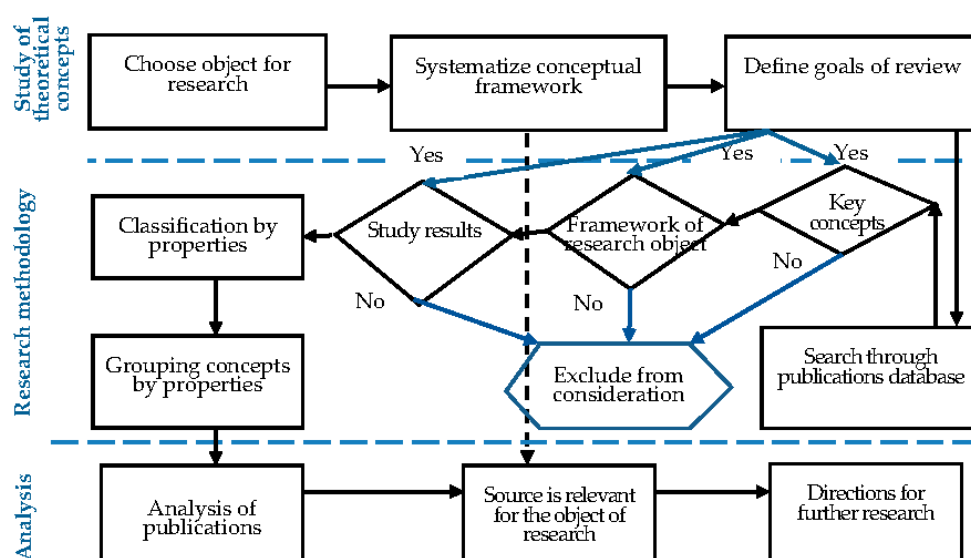 Study of
theoretical
concepts
Choose object for
research
Systematize conceptual
framework
Define goals of review
Yes
Yes
Yes
Research methodology
Classification by
properties
Study results
Framework of
research object
Key
concepts
No
No
No
Grouping concepts
by properties
Exclude from
consideration
Search through
publications database
Analysis
Analysis of
publications
Source is relevant
for the object of
research
Directions for
further research